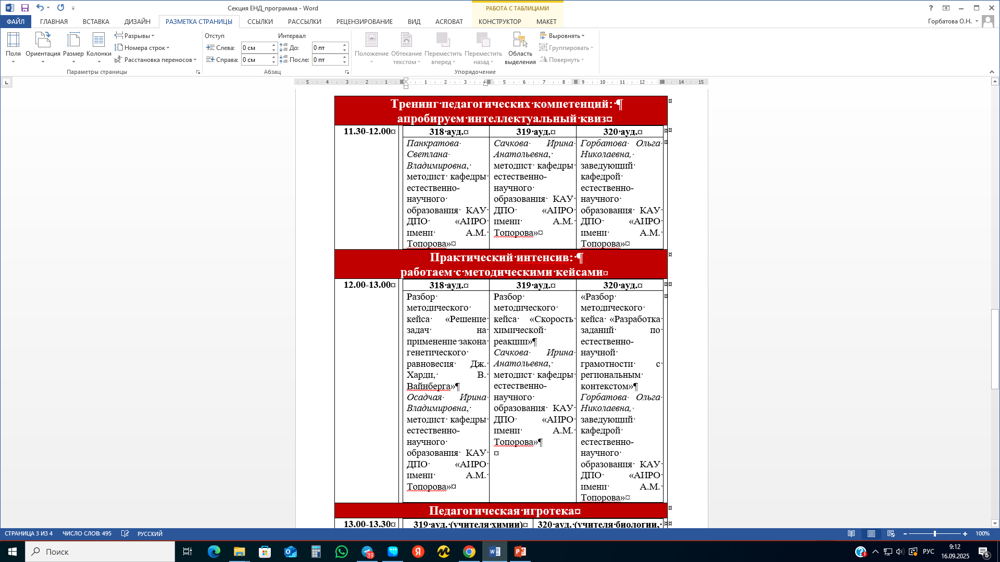 Секция ЕНД_программа - Word
РАБОТА С ТАБЛИЦАМИ
ФАЙЛ
ГЛАВНАЯ
ВСТАВКА
ДИЗАЙН
РАЗМЕТКА СТРАНИЦЫ
ССЫЛКИ
РАССЫЛКИ
РЕЦЕНЗИРОВАНИЕ
ВИД
ACROBAT
КОНСТРУКТОР
МАКЕТ
Горбатова О.Н.
Поля
Ориентация
Размер
Колонки
Разрывы
Номера строк
Расстановка переносов
Параметры страницы
Отступ
Слева: 0 см
Справа: 0 см
Интервал
До: 0 пт
После: 0 пт
Абзац
Положение
Обтекание текстом
Переместить вперед
Переместить назад
Область выделения
Выровнять
Группировать
Повернуть
Упорядочение
5 4 3 2 1 1 2 3 4 5 6 7 8 9 10 11 12 13 14 15
Тренинг педагогических компетенций: ¶
апробируем интеллектуальный квиз¤
11.30-12.00¤
318 ауд.¤
319 ауд.¤
320 ауд.¤
Панкратова
Светлана
Владимировна,
методист кафедры
естественно-
научного
образования КАУ
ДПО «АИРО
имени А.М.
Топорова»¤
Сачкова Ирина
Анатольевна,
методист кафедры
естественно-
научного
образования КАУ
ДПО «АИРО
имени А.М.
Топорова»¤
Горбатова Ольга
Николаевна,
заведующий
кафедрой
естественно-
научного
образования КАУ
ДПО «АИРО
имени А.М.
Топорова»¤
Практический интенсив: ¶
работаем с методическими кейсами¤
12.00-13.00¤
318 ауд.¤
319 ауд.¤
320 ауд.¤
Разбор
методического
кейса «Решение
задач на
применение закона
генетического
равновесия Дж.
Харди, В.
Вайнберга»¶
Осадчая Ирина
Владимировна,
методист кафедры
естественно-
научного
образования КАУ
ДПО «АИРО
имени А.М.
Топорова»¤
Разбор
методического
кейса «Скорость
химической
реакции»¶
Сачкова Ирина
Анатольевна,
методист кафедры
естественно-
научного
образования КАУ
ДПО «АИРО
имени А.М.
Топорова»¶
¤
«Разбор
методического
кейса «Разработка
заданий по
естественно-
научной
грамотности с
региональным
контекстом»¶
Горбатова Ольга
Николаевна,
заведующий
кафедрой
естественно-
научного
образования КАУ
ДПО «АИРО
имени А.М.
Топорова»¤
Педагогическая игротека¤
13.00-13.30¤
319 ауд. (учителя химии)¤
320 ауд. (учителя биологии,
СТРАНИЦА 3 ИЗ 4
ЧИСЛО СЛОВ: 495
РУССКИЙ
100%
Поиск
39
РУС
9:12
16.09.2025
6